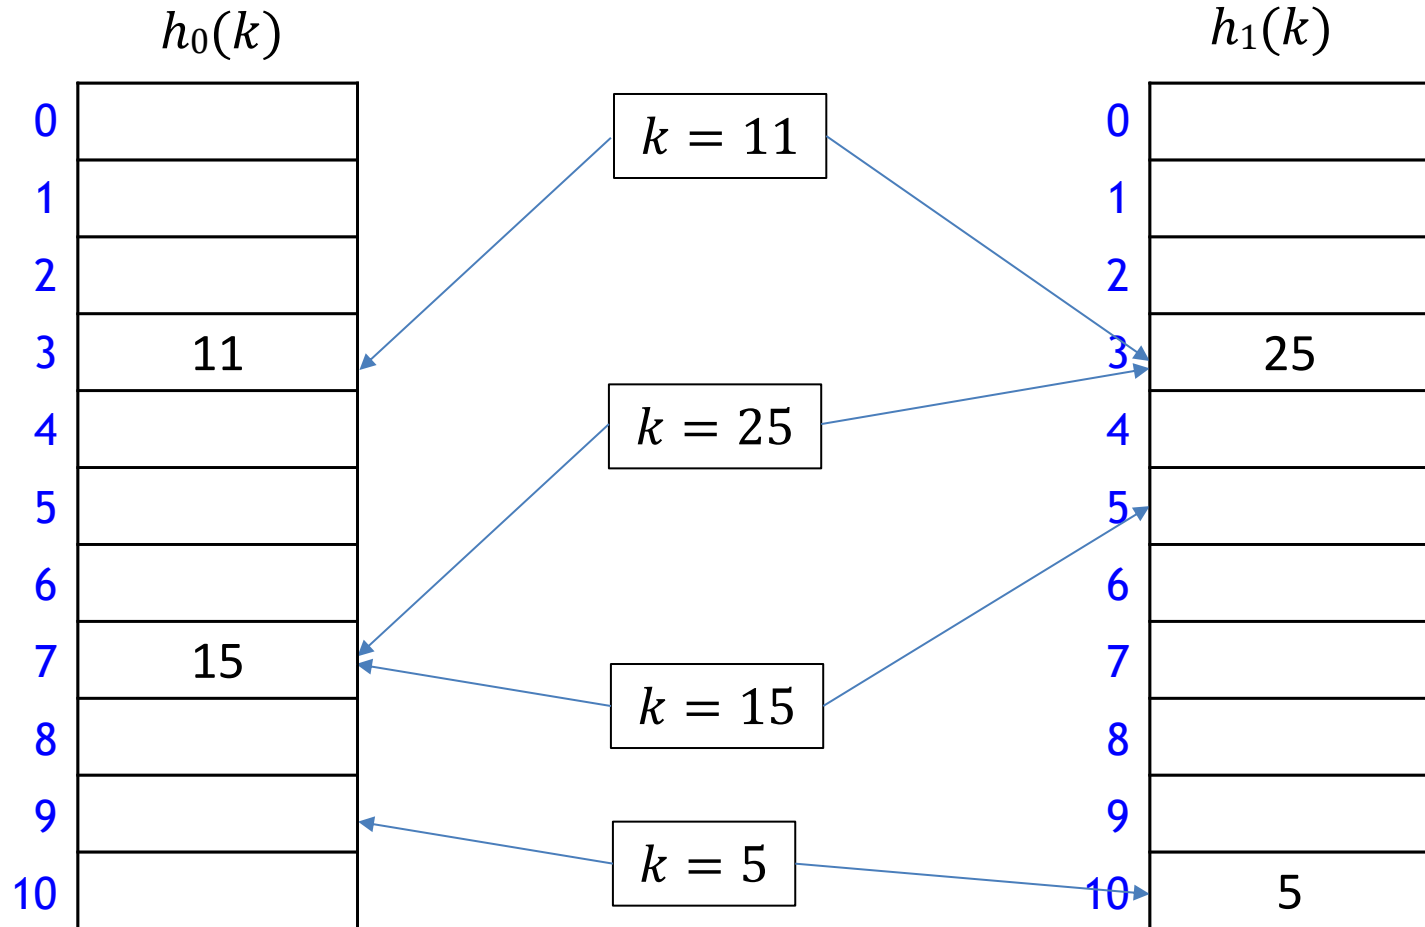 h₀(k) h₁(k)
0 k = 11 0
1 1
2 2
3 11 3 25
4 k = 25 4
5 5
6 6
7 15 k = 15 7
8 8
9 k = 5 9
10 10 5